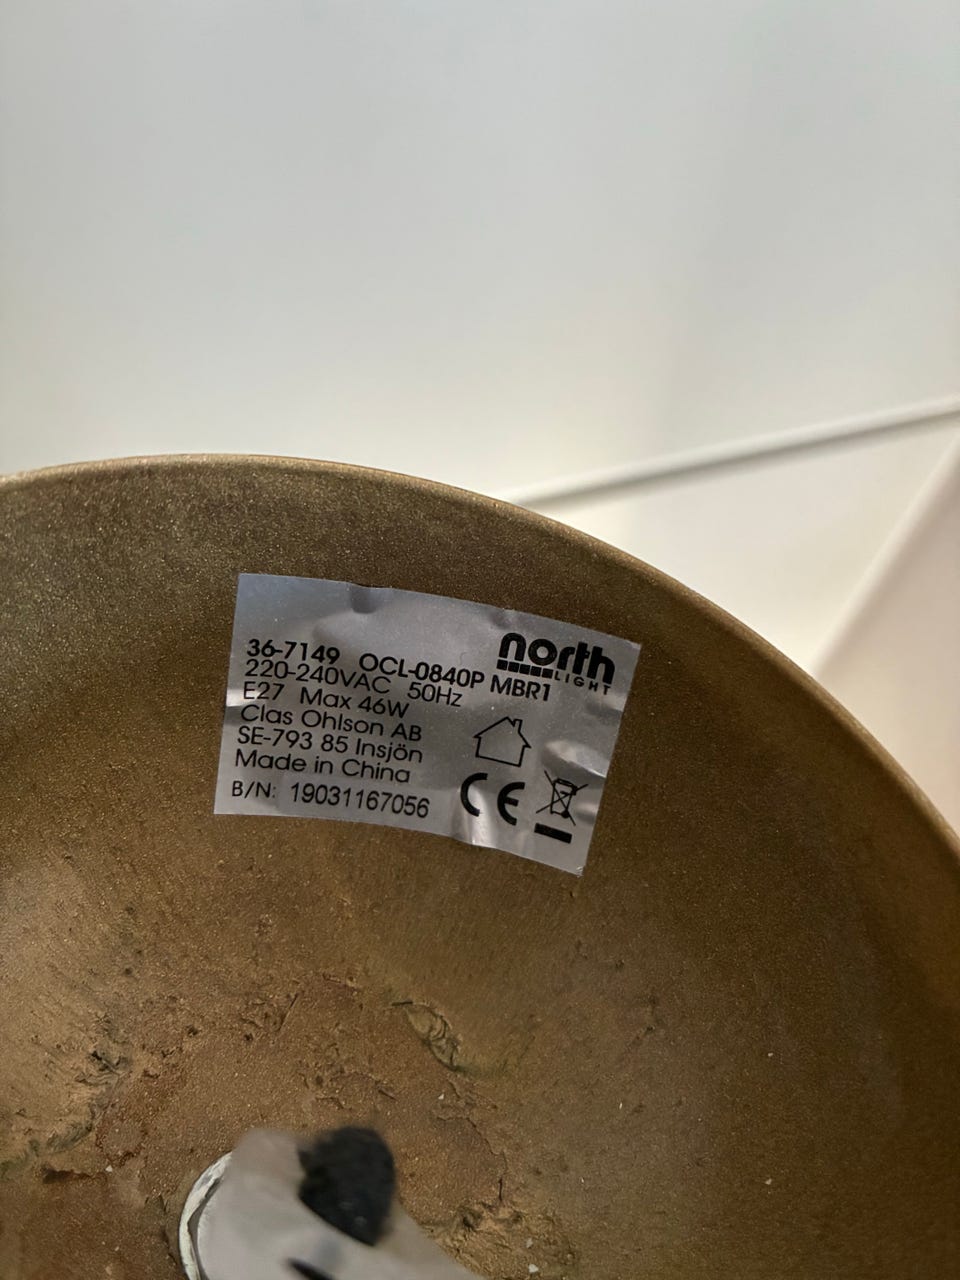 36-7149 OCL-0840P MBR1
220-240VAC 50Hz
E27 Max 46W
Clas Ohlson AB
SE-793 85 Insjön
Made in China
B/N: 19031167056
north
LIGHT
CE